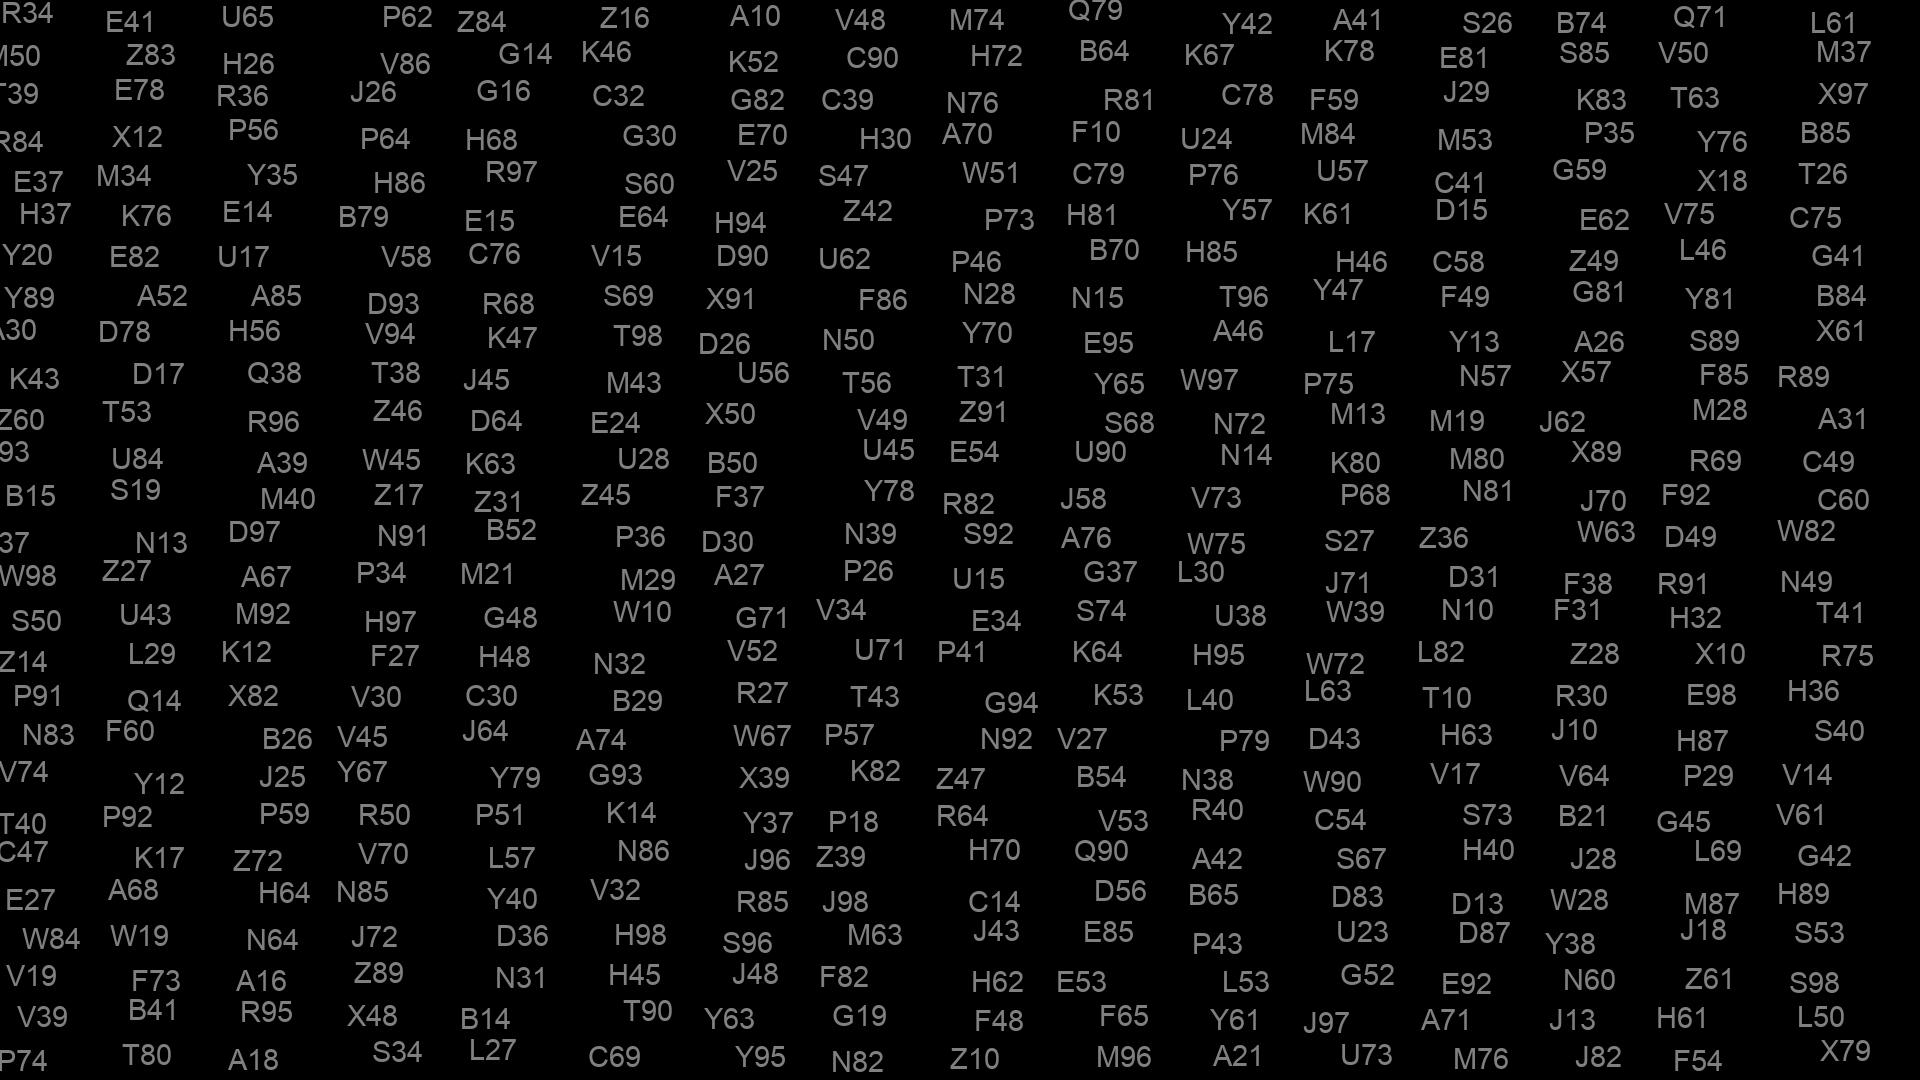 R34 E41 U65 P62 Z84 Z16 A10 V48 M74 Q79 Y42 A41 S26 B74 Q71 L61
M50 Z83 H26 V86 G14 K46 K52 C90 H72 B64 K67 K78 E81 S85 V50 M37
T39 E78 R36 J26 G16 C32 G82 C39 N76 R81 C78 F59 J29 K83 T63 X97
R84 X12 P56 P64 H68 G30 E70 H30 A70 F10 U24 M84 M53 P35 Y76 B85
E37 M34 Y35 H86 R97 S60 V25 S47 W51 C79 P76 U57 C41 G59 X18 T26
H37 K76 E14 B79 E15 E64 H94 Z42 P73 H81 Y57 K61 D15 E62 V75 C75
Y20 E82 U17 V58 C76 V15 D90 U62 P46 B70 H85 H46 C58 Z49 L46 G41
Y89 A52 A85 D93 R68 S69 X91 F86 N28 N15 T96 Y47 F49 G81 Y81 B84
A30 D78 H56 V94 K47 T98 D26 N50 Y70 E95 A46 L17 Y13 A26 S89 X61
K43 D17 Q38 T38 J45 M43 U56 T56 T31 Y65 W97 P75 N57 X57 F85 R89
Z60 T53 R96 Z46 D64 E24 X50 V49 Z91 S68 N72 M13 M19 J62 M28 A31
93 U84 A39 W45 K63 U28 B50 U45 E54 U90 N14 K80 M80 X89 R69 C49
B15 S19 M40 Z17 Z31 Z45 F37 Y78 R82 J58 V73 P68 N81 J70 F92 C60
37 N13 D97 N91 B52 P36 D30 N39 S92 A76 W75 S27 Z36 W63 D49 W82
W98 Z27 A67 P34 M21 M29 A27 P26 U15 G37 L30 J71 D31 F38 R91 N49
S50 U43 M92 H97 G48 W10 G71 V34 E34 S74 U38 W39 N10 F31 H32 T41
Z14 L29 K12 F27 H48 N32 V52 U71 P41 K64 H95 W72 L82 Z28 X10 R75
P91 Q14 X82 V30 C30 B29 R27 T43 G94 K53 L40 L63 T10 R30 E98 H36
N83 F60 B26 V45 J64 A74 W67 P57 N92 V27 P79 D43 H63 J10 H87 S40
V74 Y12 J25 Y67 Y79 G93 X39 K82 Z47 B54 N38 W90 V17 V64 P29 V14
T40 P92 P59 R50 P51 K14 Y37 P18 R64 V53 R40 C54 S73 B21 G45 V61
C47 K17 Z72 V70 L57 N86 J96 Z39 H70 Q90 A42 S67 H40 J28 L69 G42
E27 A68 H64 N85 Y40 V32 R85 J98 C14 D56 B65 D83 D13 W28 M87 H89
W84 W19 N64 J72 D36 H98 S96 M63 J43 E85 P43 U23 D87 Y38 J18 S53
V19 F73 A16 Z89 N31 H45 J48 F82 H62 E53 L53 G52 E92 N60 Z61 S98
V39 B41 R95 X48 B14 T90 Y63 G19 F48 F65 Y61 J97 A71 J13 H61 L50
P74 T80 A18 S34 L27 C69 Y95 N82 Z10 M96 A21 U73 M76 J82 F54 X79